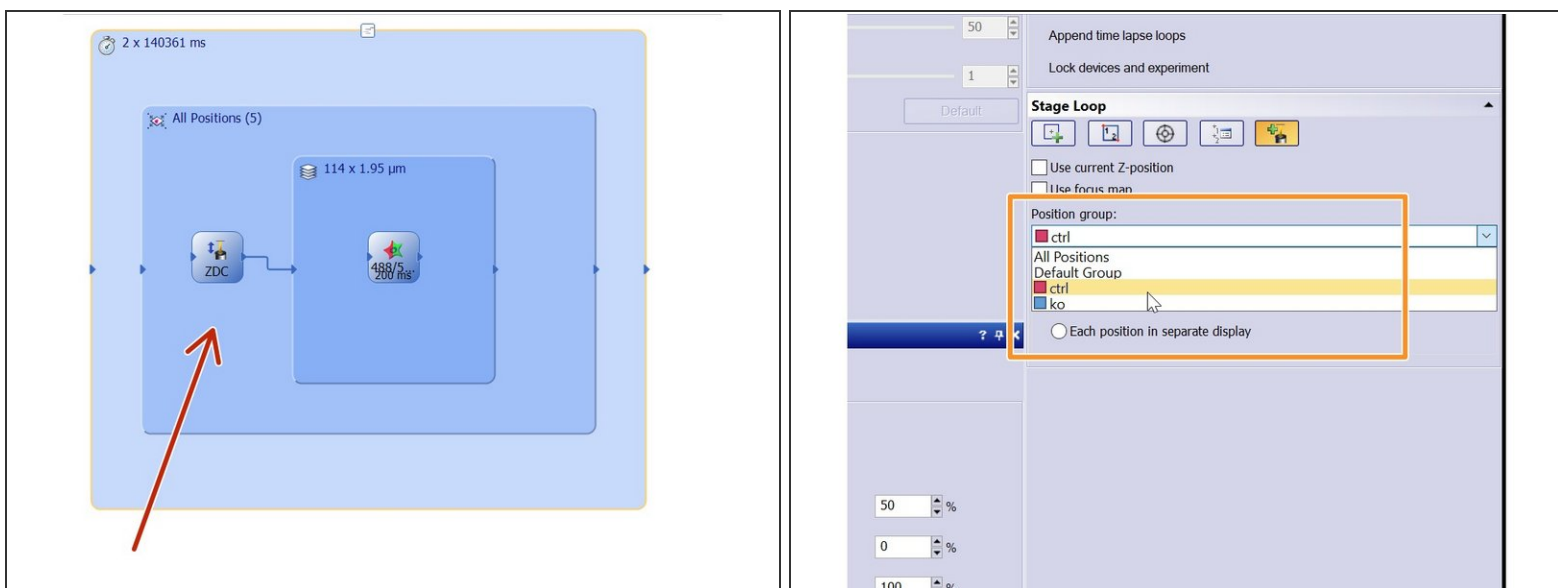 2 x 140361 ms
All Positions (5)
114 x 1.95 µm
ZDC
488/5...
200 ms
50
Append time lapse loops
1
Lock devices and experiment
Default
Stage Loop
Use current Z-position
Use focus map
Position group:
ctrl
All Positions
Default Group
ctrl
ko
Each position in separate display
50 %
0 %
100 %